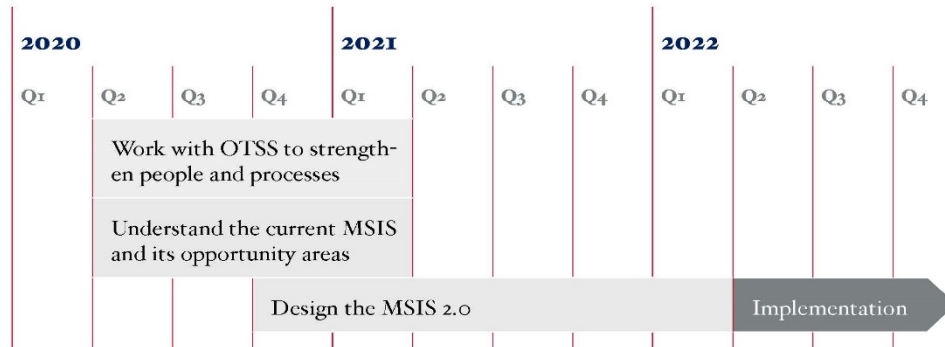 2020 2021 2022
Q1 Q2 Q3 Q4 Q1 Q2 Q3 Q4 Q1 Q2 Q3 Q4
Work with OTSS to strength-
en people and processes
Understand the current MSIS
and its opportunity areas
Design the MSIS 2.0 Implementation